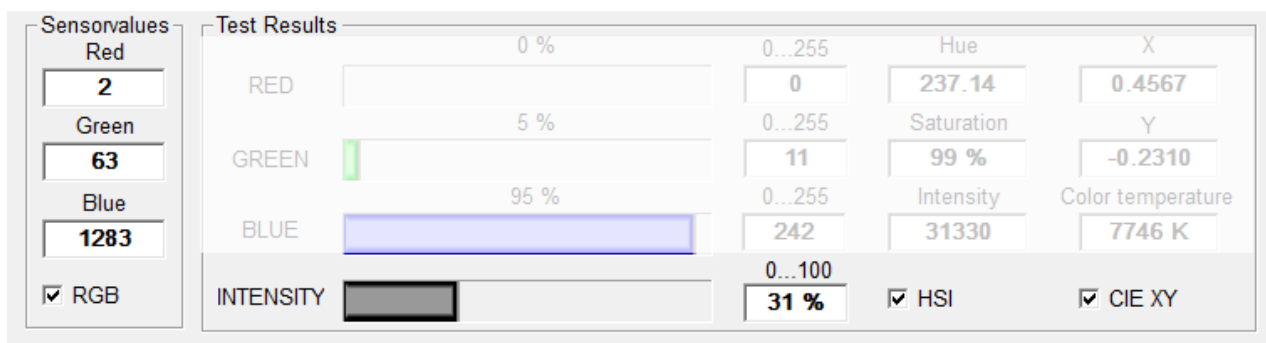 Sensorvalues
Red
2
Green
63
Blue
1283
RGB
Test Results
0 % 0...255 Hue X
RED 0 237.14 0.4567
5 % 0...255 Saturation Y
GREEN 11 99 % -0.2310
95 % 0...255 Intensity Color temperature
BLUE 242 31330 7746 K
0...100
INTENSITY 31 % HSI CIE XY